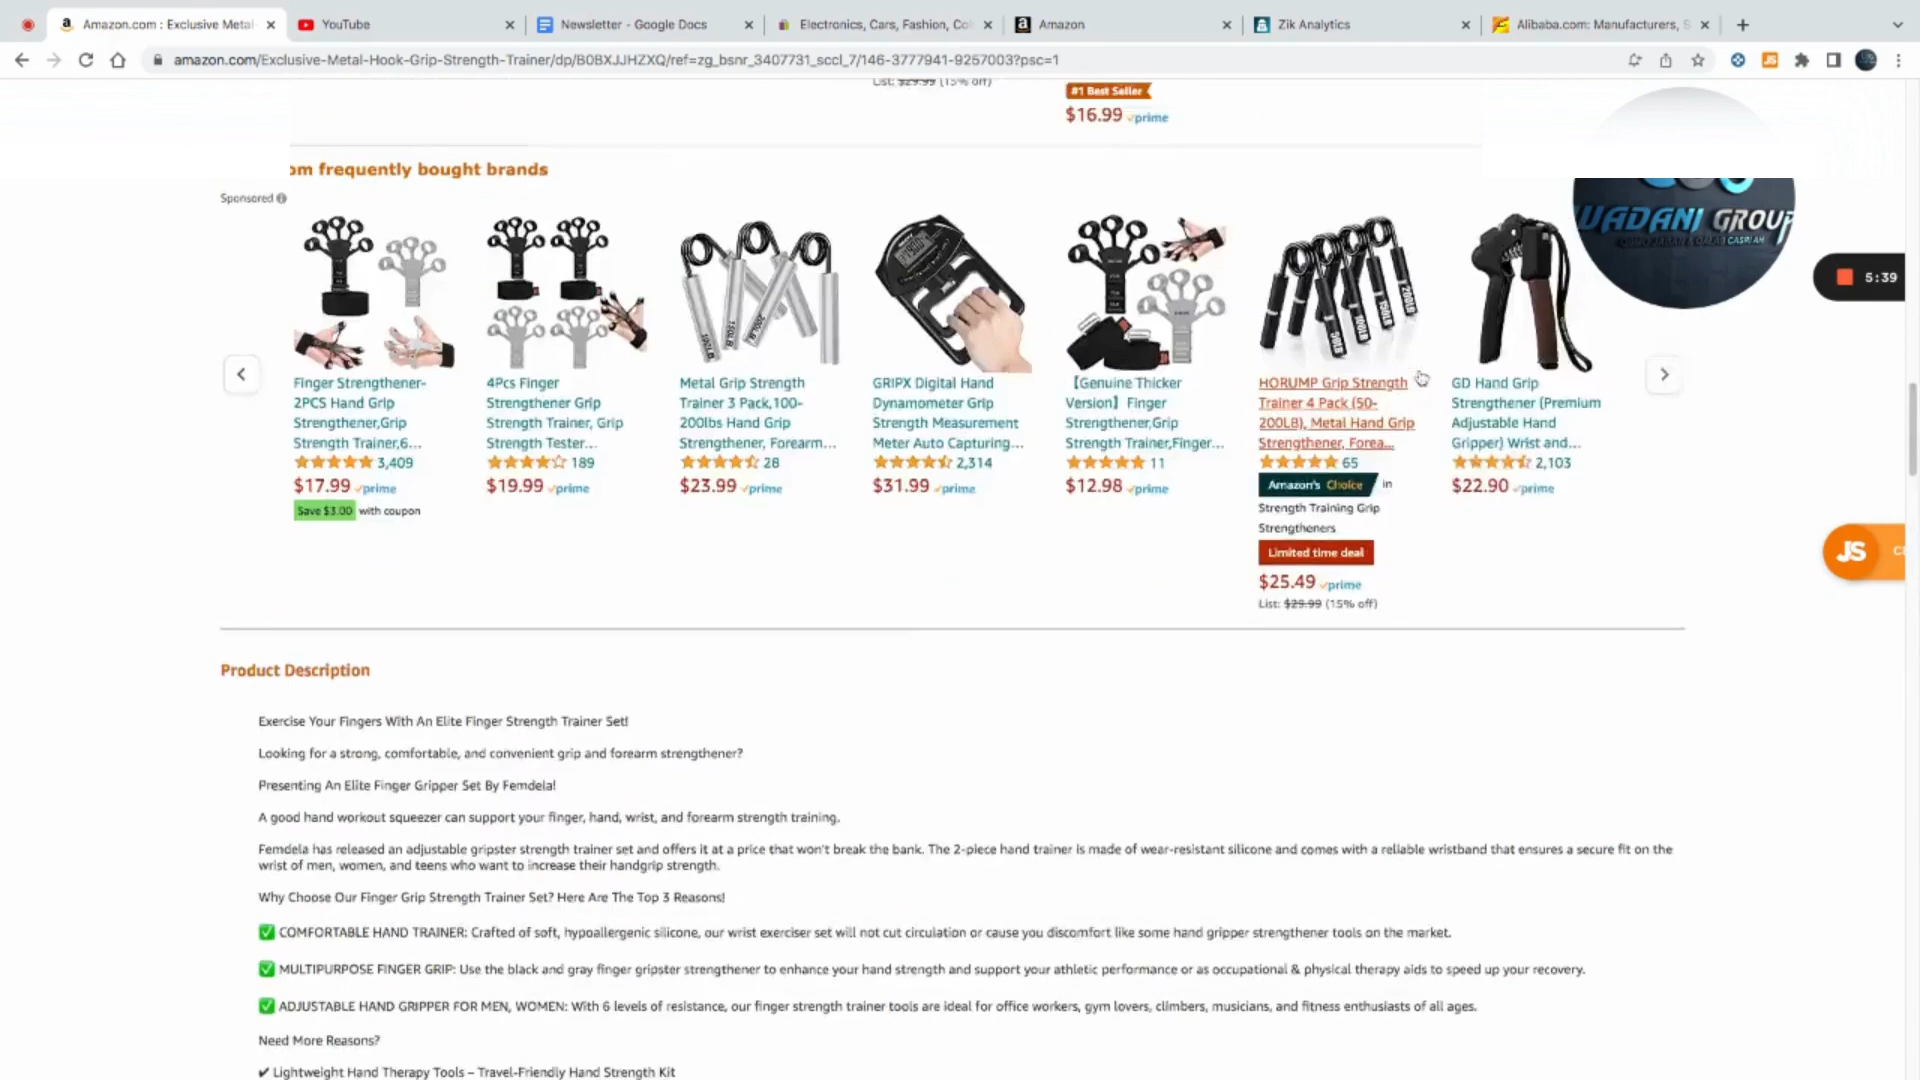 Amazon.com : Exclusive Metal
YouTube
Newsletter - Google Docs
Electronics, Cars, Fashion, Co
Amazon
Zik Analytics
Alibaba.com: Manufacturers, S
amazon.com/Exclusive-Metal-Hook-Grip-Strength-Trainer/dp/B0BXJJHZXQ/ref=zg_bsnr_3407731_sccl_7/146-3777941-9257003?psc=1
List: $29.99 (15% off)
#1 Best Seller
$16.99 prime
om frequently bought brands
Sponsored
WADANI GROUP
5:39
100LB
150LB
200LB
50LB
100LB
150LB
200LB
Finger Strengthener-
2PCS Hand Grip
Strengthener,Grip
Strength Trainer,6...
3,409
$17.99 prime
Save $3.00 with coupon
4Pcs Finger
Strengthener Grip
Strength Trainer, Grip
Strength Tester...
189
$19.99 prime
Metal Grip Strength
Trainer 3 Pack,100-
200lbs Hand Grip
Strengthener, Forearm...
28
$23.99 prime
GRIPX Digital Hand
Dynamometer Grip
Strength Measurement
Meter Auto Capturing...
2,314
$31.99 prime
【Genuine Thicker
Version】 Finger
Strengthener,Grip
Strength Trainer,Finger...
11
$12.98 prime
HORUMP Grip Strength
Trainer 4 Pack (50-
200LB), Metal Hand Grip
Strengthener, Forea...
65
Amazon's Choice in
Strength Training Grip
Strengtheners
Limited time deal
$25.49 prime
List: $29.99 (15% off)
GD Hand Grip
Strengthener (Premium
Adjustable Hand
Gripper) Wrist and...
2,103
$22.90 prime
JS
Product Description
Exercise Your Fingers With An Elite Finger Strength Trainer Set!
Looking for a strong, comfortable, and convenient grip and forearm strengthener?
Presenting An Elite Finger Gripper Set By Femdela!
A good hand workout squeezer can support your finger, hand, wrist, and forearm strength training.
Femdela has released an adjustable gripster strength trainer set and offers it at a price that won't break the bank. The 2-piece hand trainer is made of wear-resistant silicone and comes with a reliable wristband that ensures a secure fit on the
wrist of men, women, and teens who want to increase their handgrip strength.
Why Choose Our Finger Grip Strength Trainer Set? Here Are The Top 3 Reasons!
✅ COMFORTABLE HAND TRAINER: Crafted of soft, hypoallergenic silicone, our wrist exerciser set will not cut circulation or cause you discomfort like some hand gripper strengthener tools on the market.
✅ MULTIPURPOSE FINGER GRIP: Use the black and gray finger gripster strengthener to enhance your hand strength and support your athletic performance or as occupational & physical therapy aids to speed up your recovery.
✅ ADJUSTABLE HAND GRIPPER FOR MEN, WOMEN: With 6 levels of resistance, our finger strength trainer tools are ideal for office workers, gym lovers, climbers, musicians, and fitness enthusiasts of all ages.
Need More Reasons?
✔ Lightweight Hand Therapy Tools – Travel-Friendly Hand Strength Kit